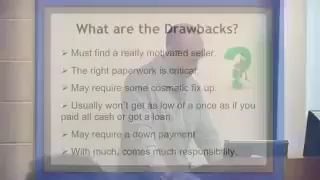 What are the Drawbacks?
➢ Must find a really motivated seller.
➢ The right paperwork is critical.
➢ May require some cosmetic fix up.
➢ Usually won't get as low of a price as if you
paid all cash or got a loan.
➢ May require a down payment
➢ With much, comes much responsibility.